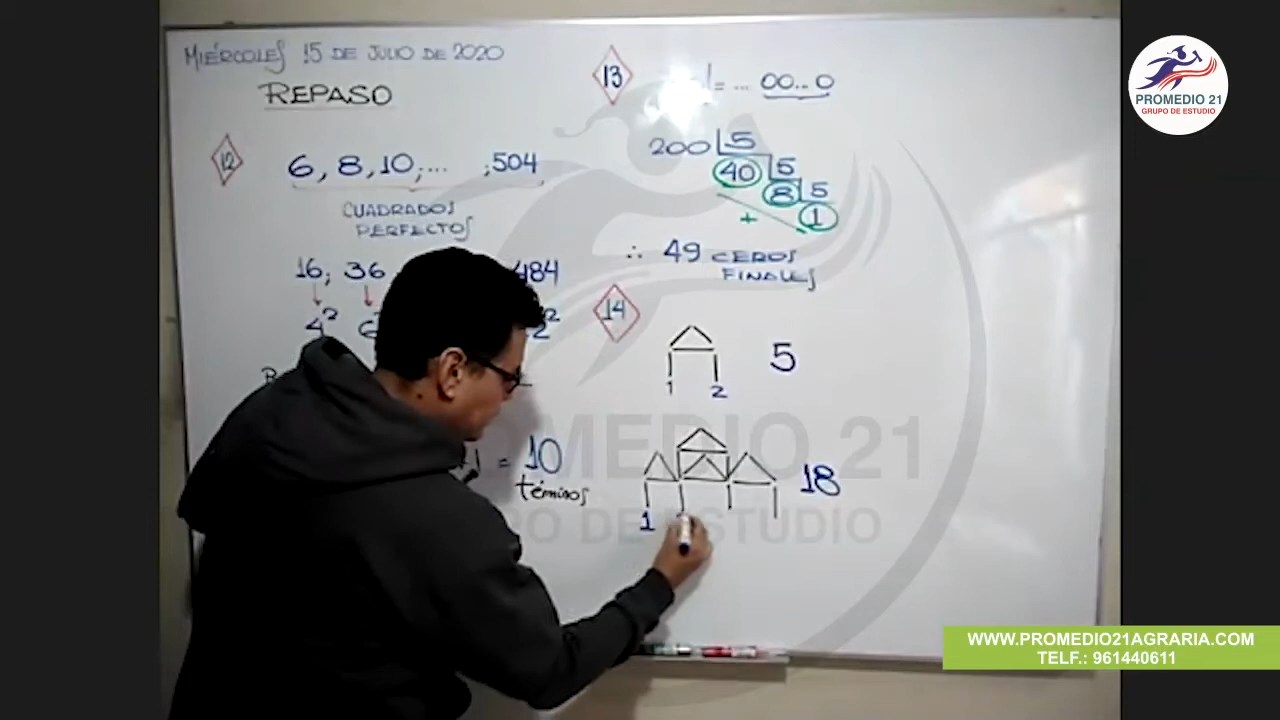 MIÉRCOLES 15 DE JULIO DE 2020
REPASO
12
6, 8, 10, ... ; 504
CUADRADOS
PERFECTOS
16; 36
484
4²
= 10
términos
13
= ... 00...0
200 5
40 5
8 5
1
+
∴ 49 CEROS
FINALES
14
5
1 2
18
1
PROMEDIO 21
GRUPO DE ESTUDIO
WWW.PROMEDIO21AGRARIA.COM
TELF.: 961440611